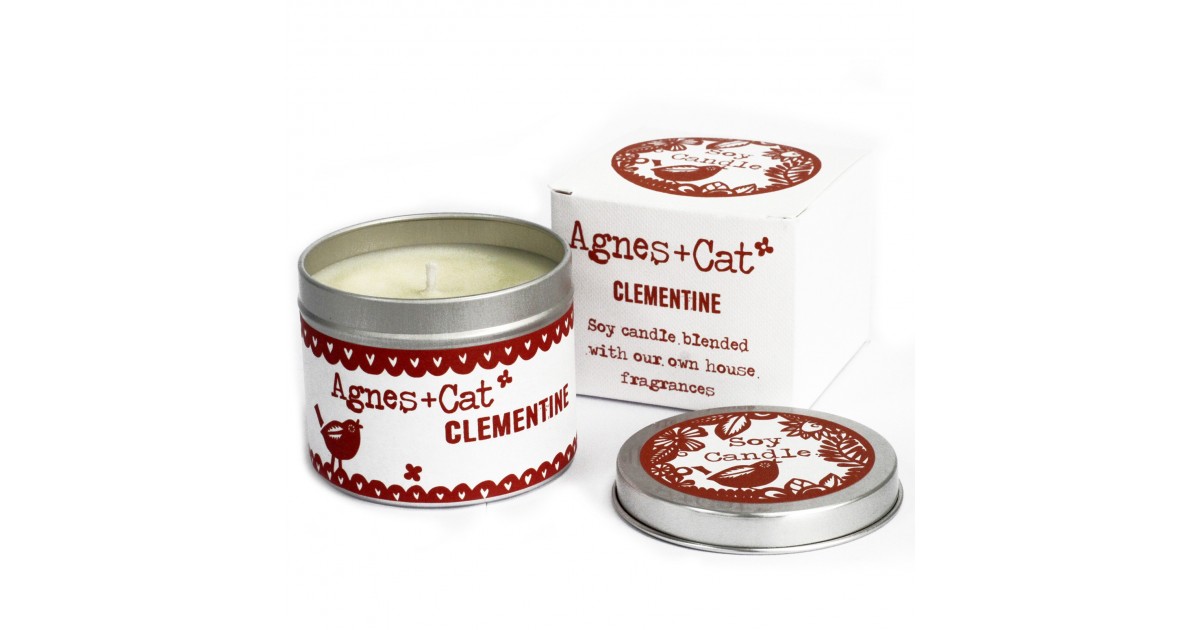 Soy
Candle
Agnes+Cat
CLEMENTINE
Soy candle blended
with our own house
fragrances
Agnes+Cat
CLEMENTINE
Soy
Candle